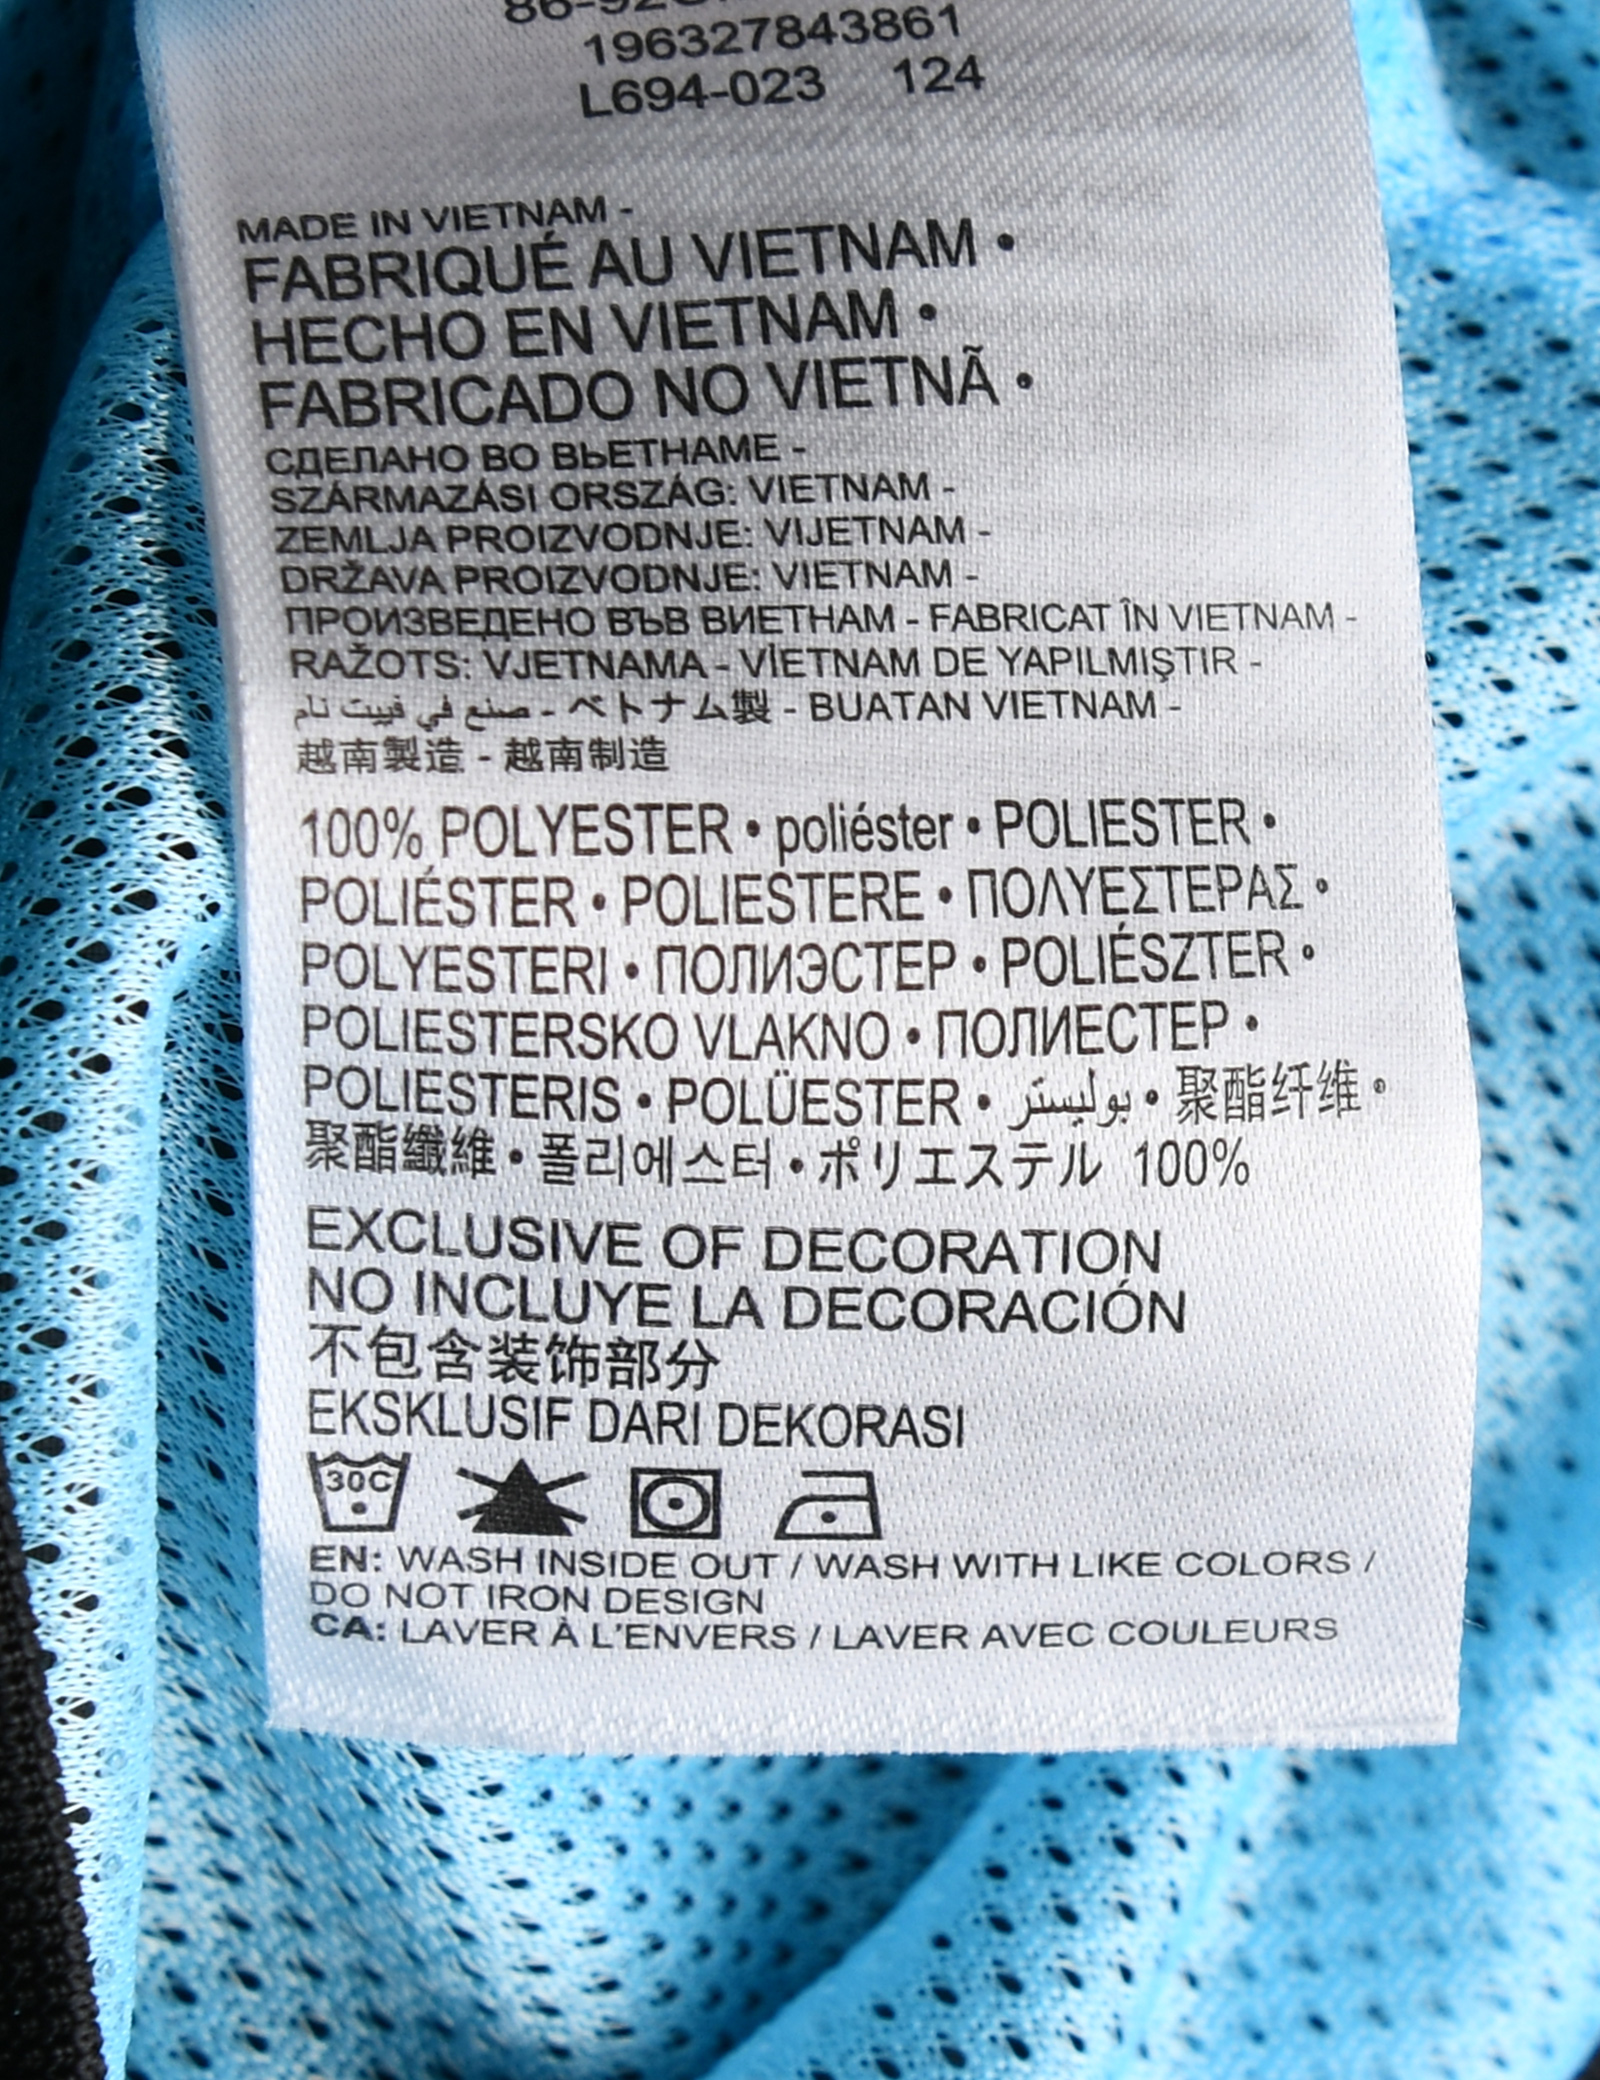 196327843861
L694-023 124
MADE IN VIETNAM -
FABRIQUÉ AU VIETNAM •
HECHO EN VIETNAM •
FABRICADO NO VIETNÃ •
СДЕЛАНО ВО ВЬЕТНАМЕ -
SZÁRMAZÁSI ORSZÁG: VIETNAM -
ZEMLJA PROIZVODNJE: VIJETNAM -
DRŽAVA PROIZVODNJE: VIETNAM -
ПРОИЗВЕДЕНО ВЪВ ВИЕТНАМ - FABRICAT ÎN VIETNAM -
RAŽOTS: VJETNAMA - VİETNAM DE YAPILMIŞTIR -
صنع في فييت نام - ベトナム製 - BUATAN VIETNAM -
越南製造 - 越南制造
100% POLYESTER • poliéster • POLIESTER •
POLIÉSTER • POLIESTERE • ΠΟΛΥΕΣΤΕΡΑΣ •
POLYESTERI • ПОЛИЭСТЕР • POLIÉSZTER •
POLIESTERSKO VLAKNO • ПОЛИЕСТЕР •
POLIESTERIS • POLÜESTER • بوليستر • 聚酯纤维 •
聚酯纖維 • 폴리에스터 • ポリエステル 100%
EXCLUSIVE OF DECORATION
NO INCLUYE LA DECORACIÓN
不包含装饰部分
EKSKLUSIF DARI DEKORASI
30C
EN: WASH INSIDE OUT / WASH WITH LIKE COLORS /
DO NOT IRON DESIGN
CA: LAVER À L'ENVERS / LAVER AVEC COULEURS